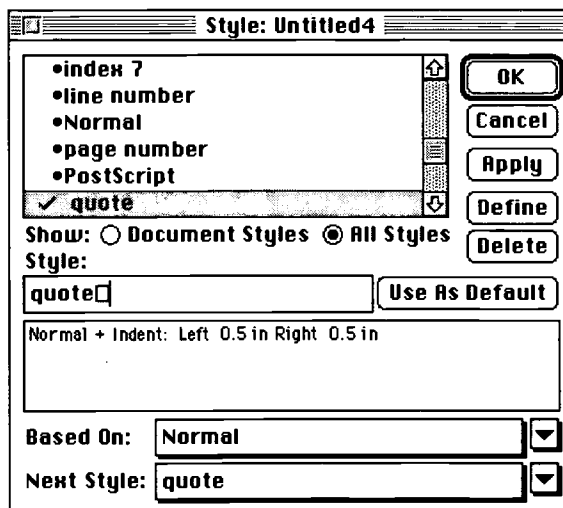 Style: Untitled4
•index 7
•line number
•Normal
•page number
•PostScript
✓ quote
OK
Cancel
Apply
Define
Delete
Show: Document Styles All Styles
Style:
quote
Use As Default
Normal + Indent: Left 0.5 in Right 0.5 in
Based On: Normal
Next Style: quote